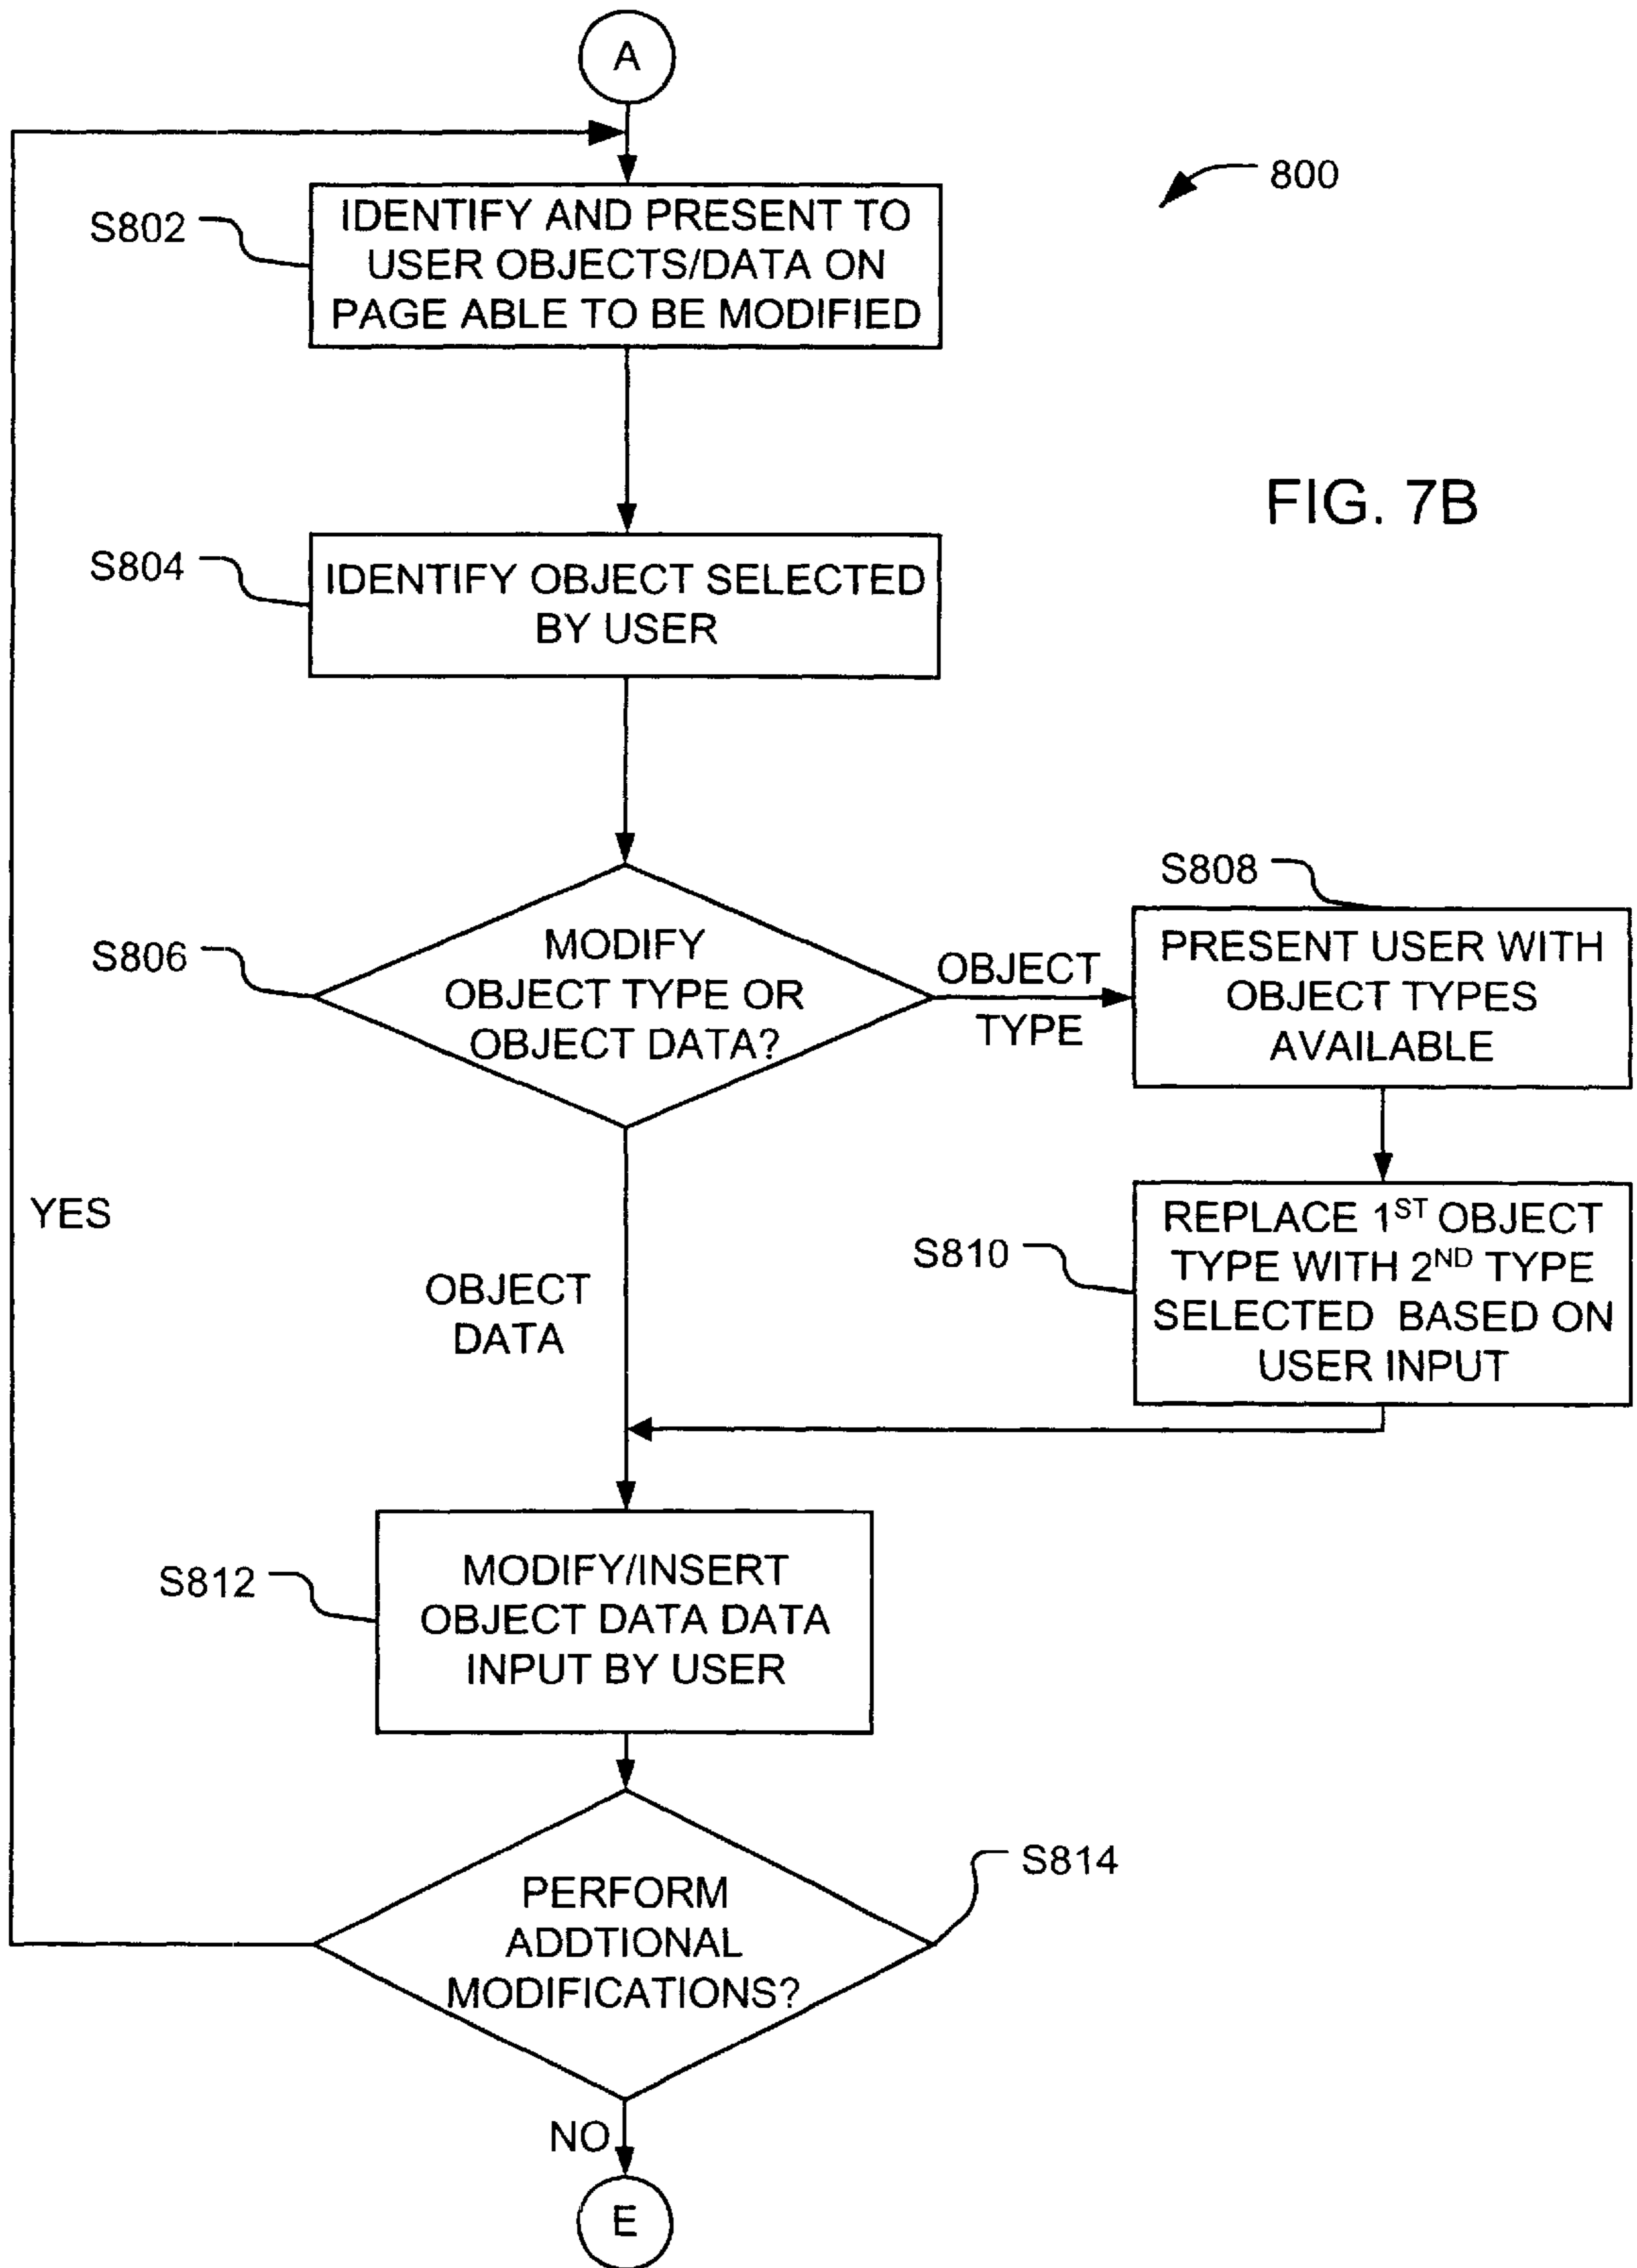 A
800
S802
IDENTIFY AND PRESENT TO
USER OBJECTS/DATA ON
PAGE ABLE TO BE MODIFIED
FIG. 7B
S804
IDENTIFY OBJECT SELECTED
BY USER
S806
MODIFY
OBJECT TYPE OR
OBJECT DATA?
OBJECT
TYPE
S808
PRESENT USER WITH
OBJECT TYPES
AVAILABLE
YES
OBJECT
DATA
S810
REPLACE 1ST OBJECT
TYPE WITH 2ND TYPE
SELECTED BASED ON
USER INPUT
S812
MODIFY/INSERT
OBJECT DATA DATA
INPUT BY USER
S814
PERFORM
ADDTIONAL
MODIFICATIONS?
NO
E